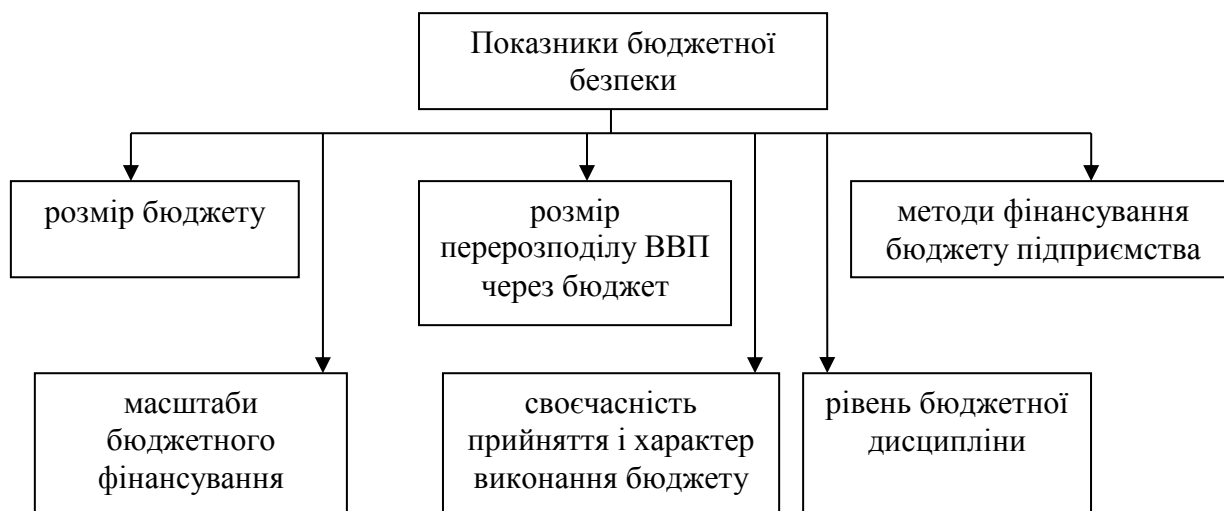 Показники бюджетної
безпеки
розмір бюджету
розмір
перерозподілу ВВП
через бюджет
методи фінансування
бюджету підприємства
масштаби
бюджетного
фінансування
своєчасність
прийняття і характер
виконання бюджету
рівень бюджетної
дисципліни